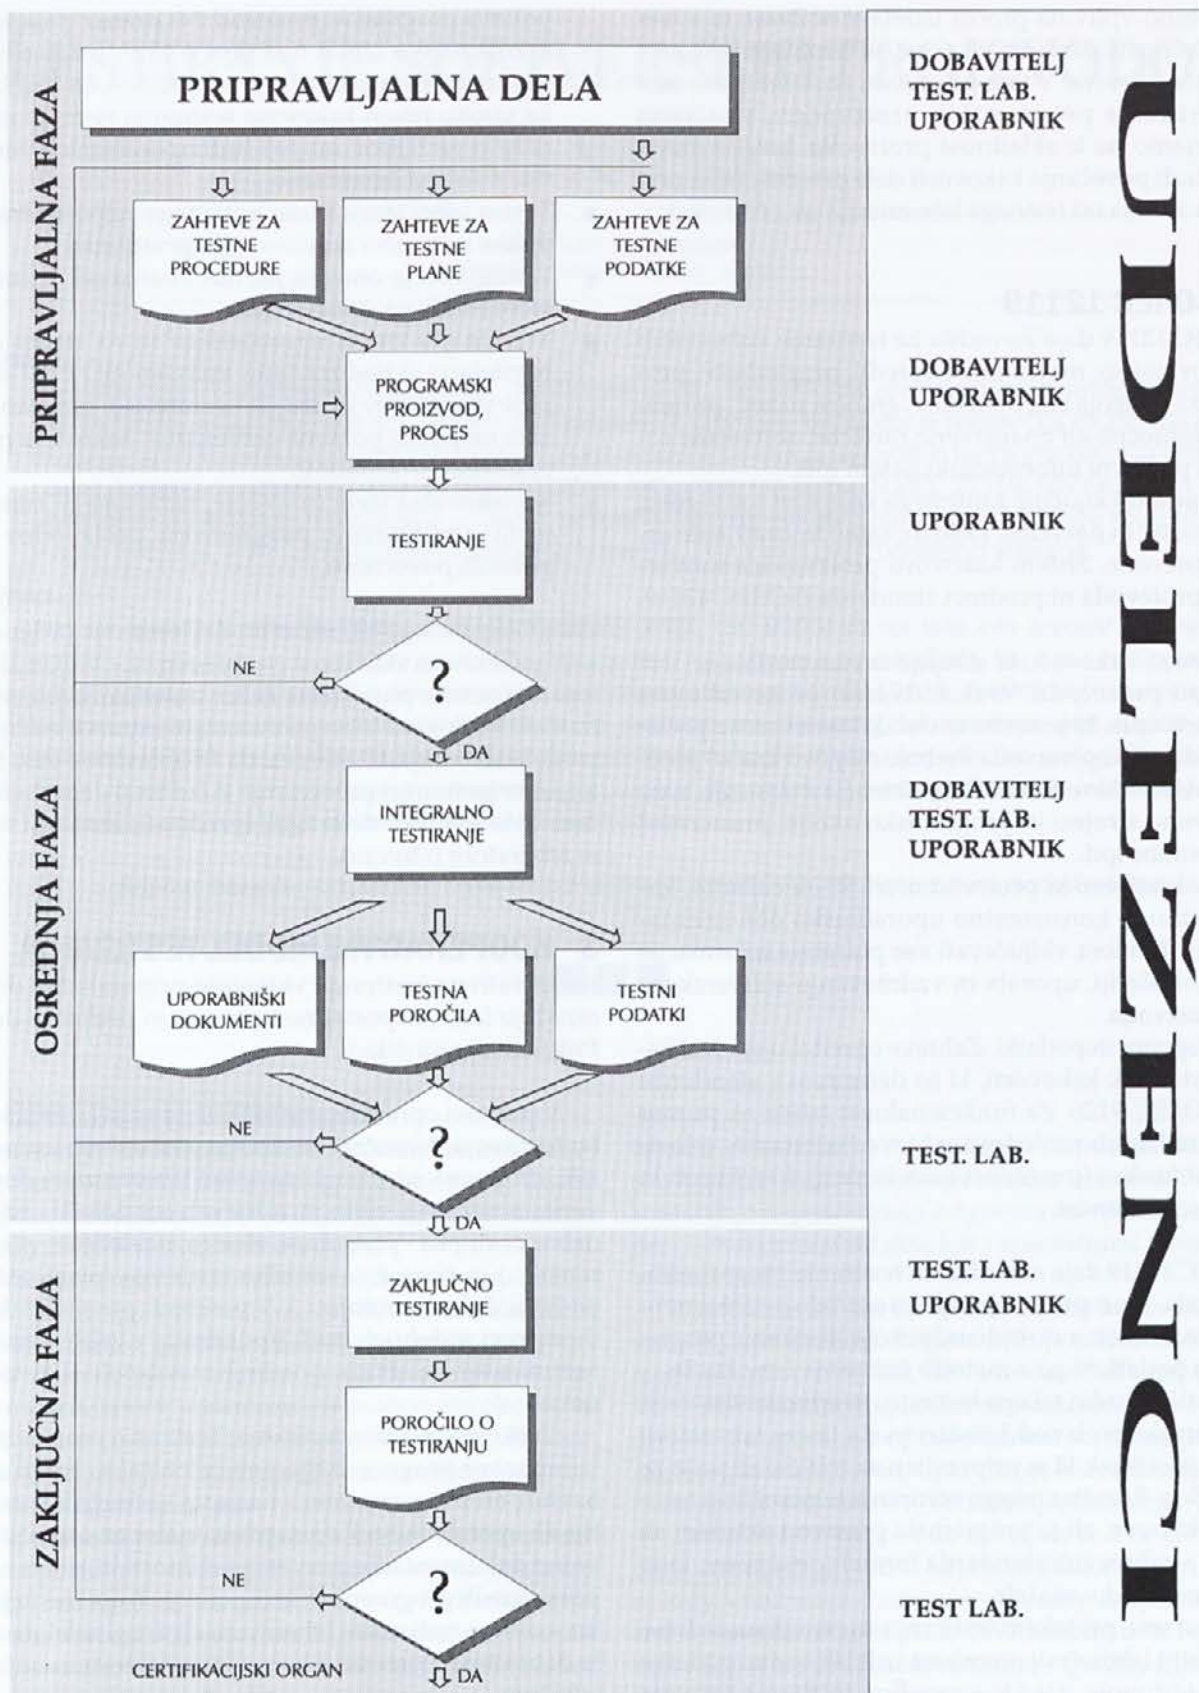 PRIPRAVLJALNA FAZA
PRIPRAVLJALNA DELA
DOBAVITELJ
TEST. LAB.
UPORABNIK
ZAHTEVE ZA
TESTNE
PROCEDURE
ZAHTEVE ZA
TESTNE
PLANE
ZAHTEVE ZA
TESTNE
PODATKE
PROGRAMSKI
PROIZVOD,
PROCES
DOBAVITELJ
UPORABNIK
OSREDNJA FAZA
TESTIRANJE
UPORABNIK
?
NE
DA
INTEGRALNO
TESTIRANJE
DOBAVITELJ
TEST. LAB.
UPORABNIK
UPORABNIŠKI
DOKUMENTI
TESTNA
POROČILA
TESTNI
PODATKI
?
NE
DA
TEST. LAB.
ZAKLJUČNA FAZA
ZAKLJUČNO
TESTIRANJE
TEST. LAB.
UPORABNIK
POROČILO O
TESTIRANJU
?
NE
DA
TEST LAB.
CERTIFIKACIJSKI ORGAN